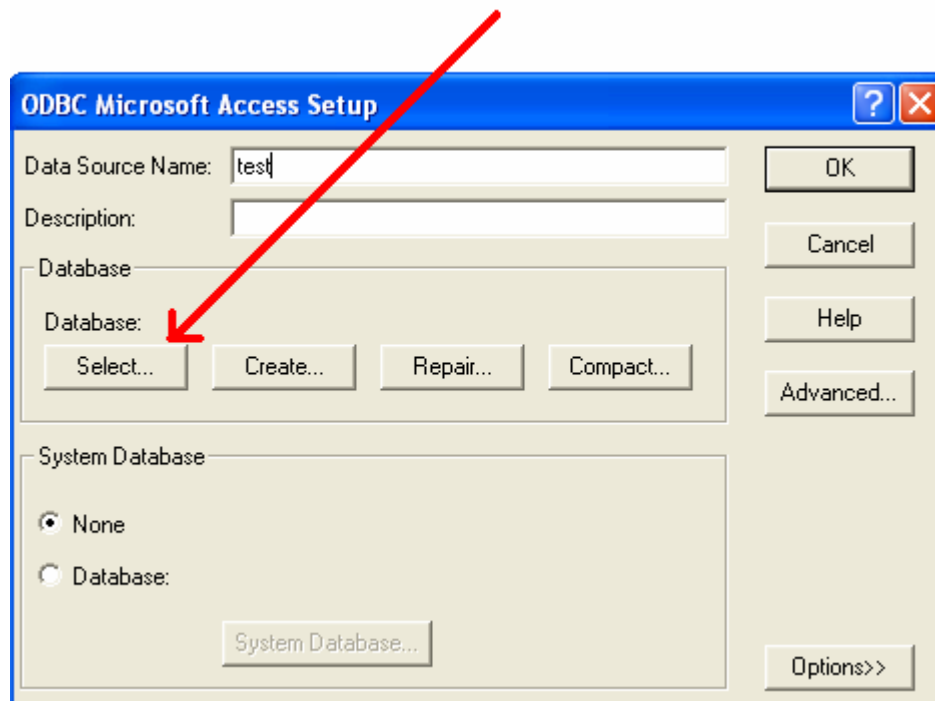 ODBC Microsoft Access Setup
Data Source Name: test
OK
Description:
Cancel
Database
Database:
Help
Select... Create... Repair... Compact...
Advanced...
System Database
None
Database:
System Database...
Options>>